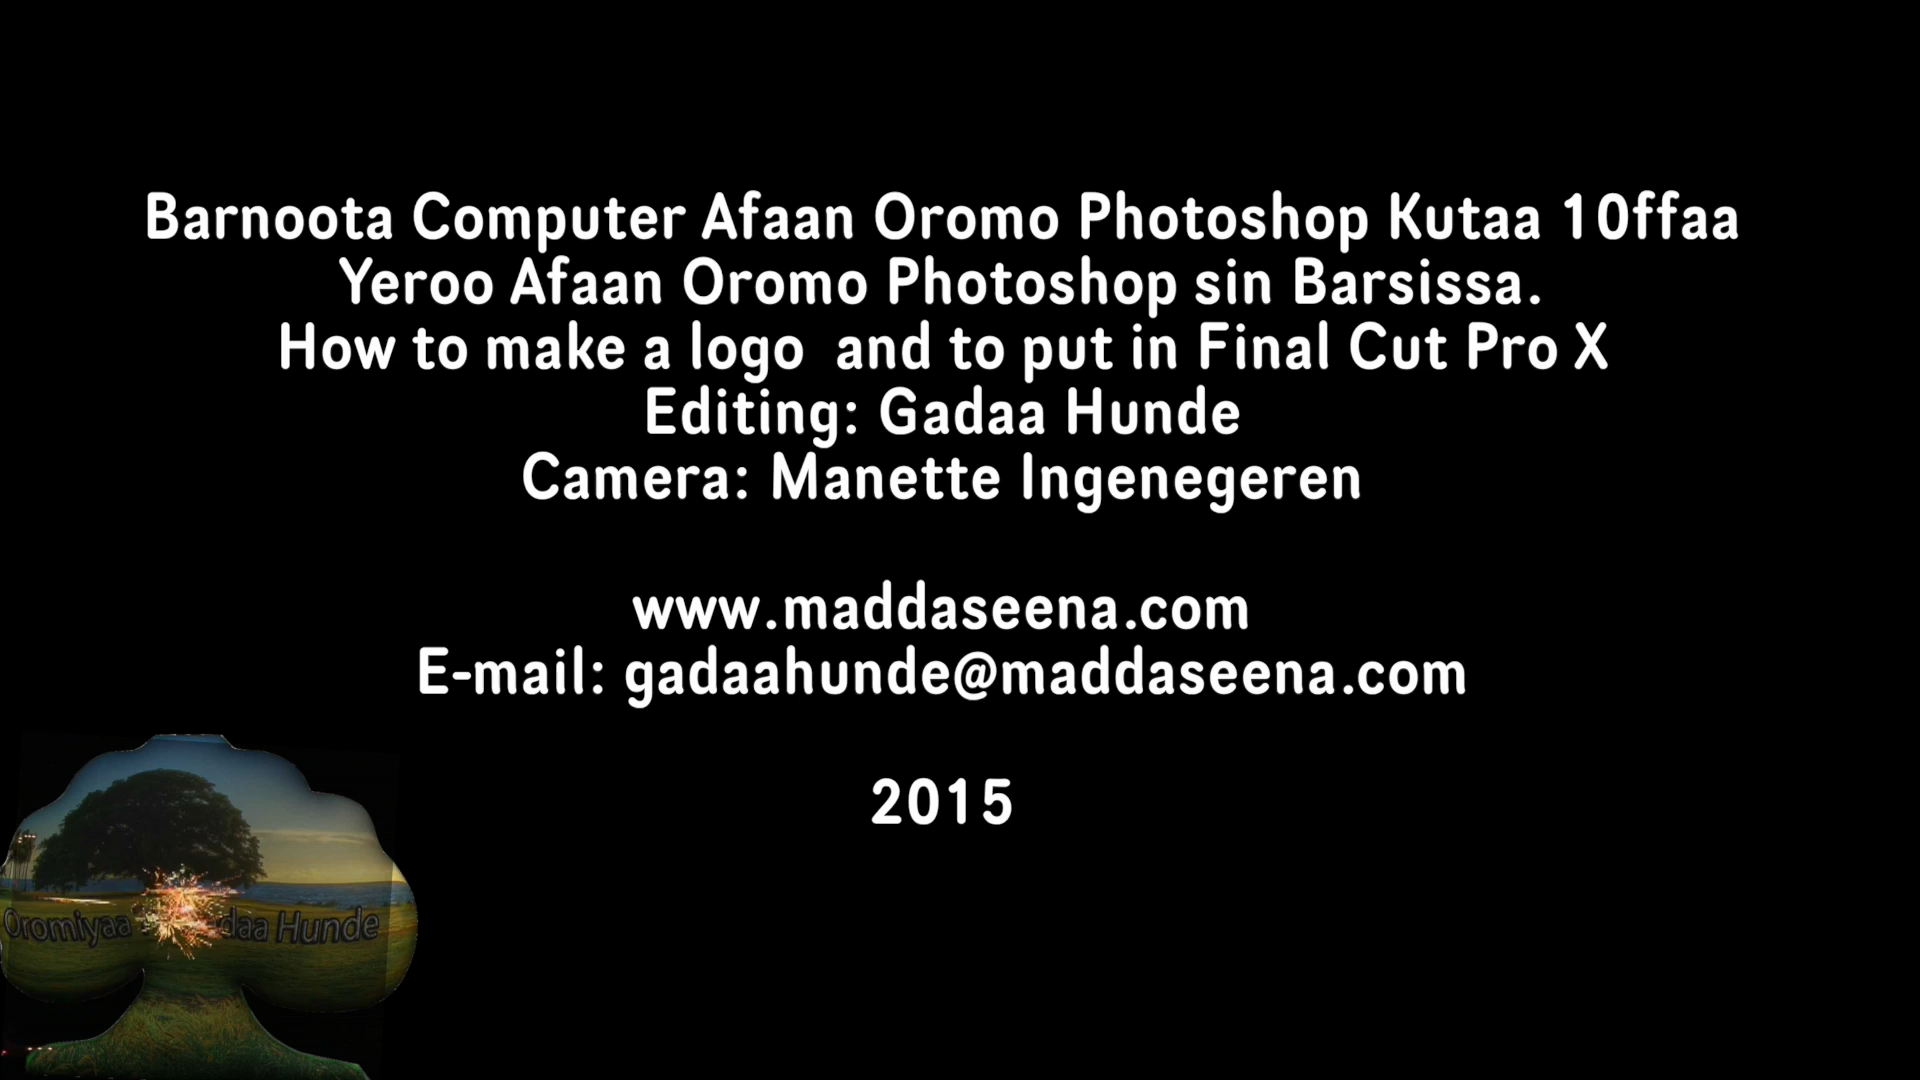 Barnoota Computer Afaan Oromo Photoshop Kutaa 10ffaa
Yeroo Afaan Oromo Photoshop sin Barsissa.
How to make a logo  and to put in Final Cut Pro X
Editing: Gadaa Hunde
Camera: Manette Ingenegeren
www.maddaseena.com
E-mail: gadaahunde@maddaseena.com
2015
Oromiyaa Hunde